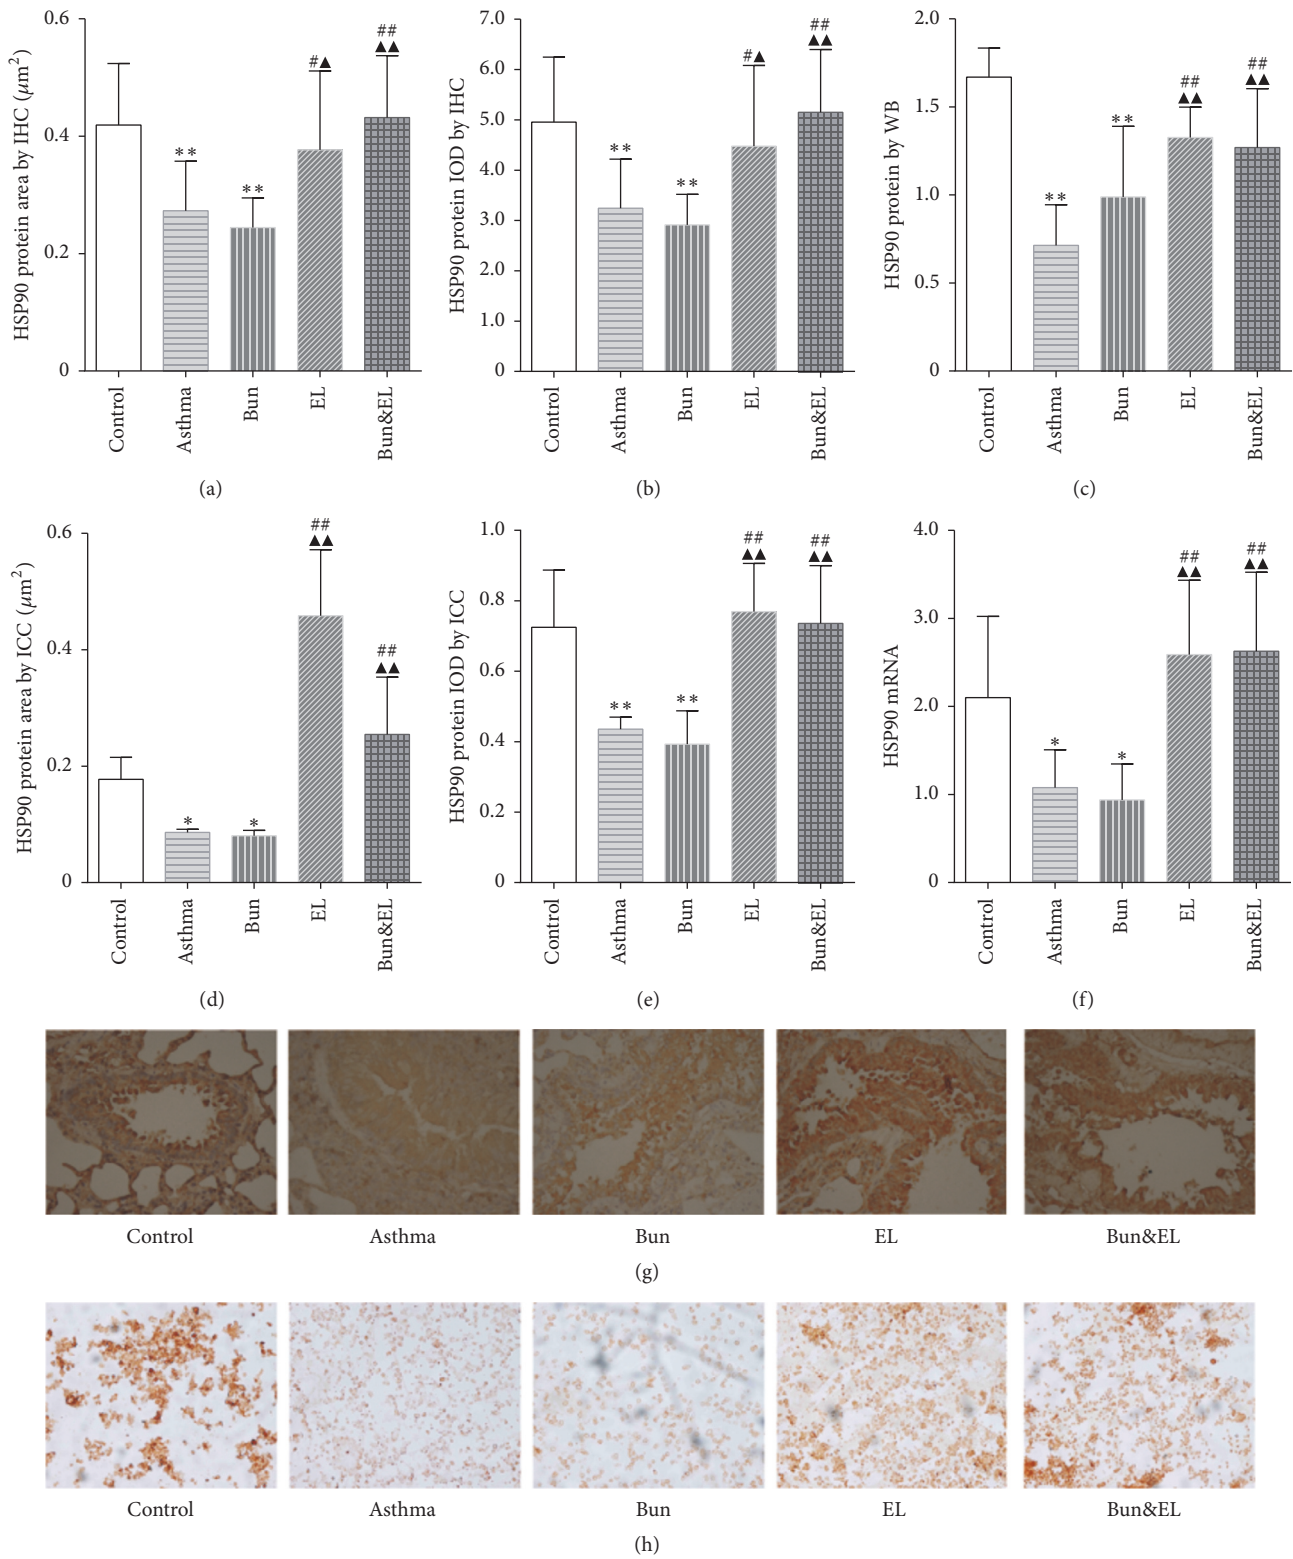 HSP90 protein area by IHC (μm²)
0.6
0.4
0.2
0
**
**
#▲
##
▲▲
Control
Asthma
Bun
EL
Bun&EL
(a)
HSP90 protein IOD by IHC
7.0
6.0
5.0
4.0
3.0
2.0
1.0
0
**
**
#▲
##
▲▲
Control
Asthma
Bun
EL
Bun&EL
(b)
HSP90 protein by WB
2.0
1.5
1.0
0.5
0
**
**
##
▲▲
##
▲▲
Control
Asthma
Bun
EL
Bun&EL
(c)
HSP90 protein area by ICC (μm²)
0.6
0.4
0.2
0
*
*
##
▲▲
##
▲▲
Control
Asthma
Bun
EL
Bun&EL
(d)
HSP90 protein IOD by ICC
1.0
0.8
0.6
0.4
0.2
0
**
**
##
▲▲
##
▲▲
Control
Asthma
Bun
EL
Bun&EL
(e)
HSP90 mRNA
4.0
3.0
2.0
1.0
0
*
*
##
▲▲
##
▲▲
Control
Asthma
Bun
EL
Bun&EL
(f)
Control
Asthma
Bun
EL
Bun&EL
(g)
Control
Asthma
Bun
EL
Bun&EL
(h)